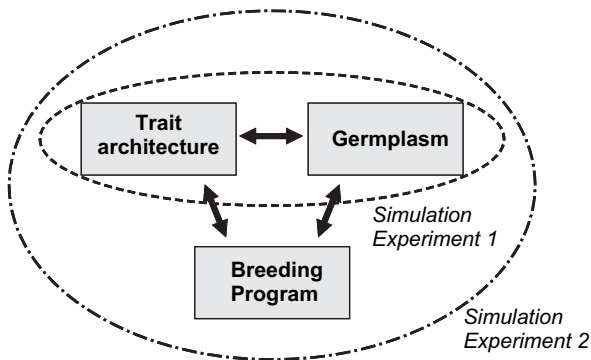 Trait
architecture
Germplasm
Simulation
Experiment 1
Breeding
Program
Simulation
Experiment 2